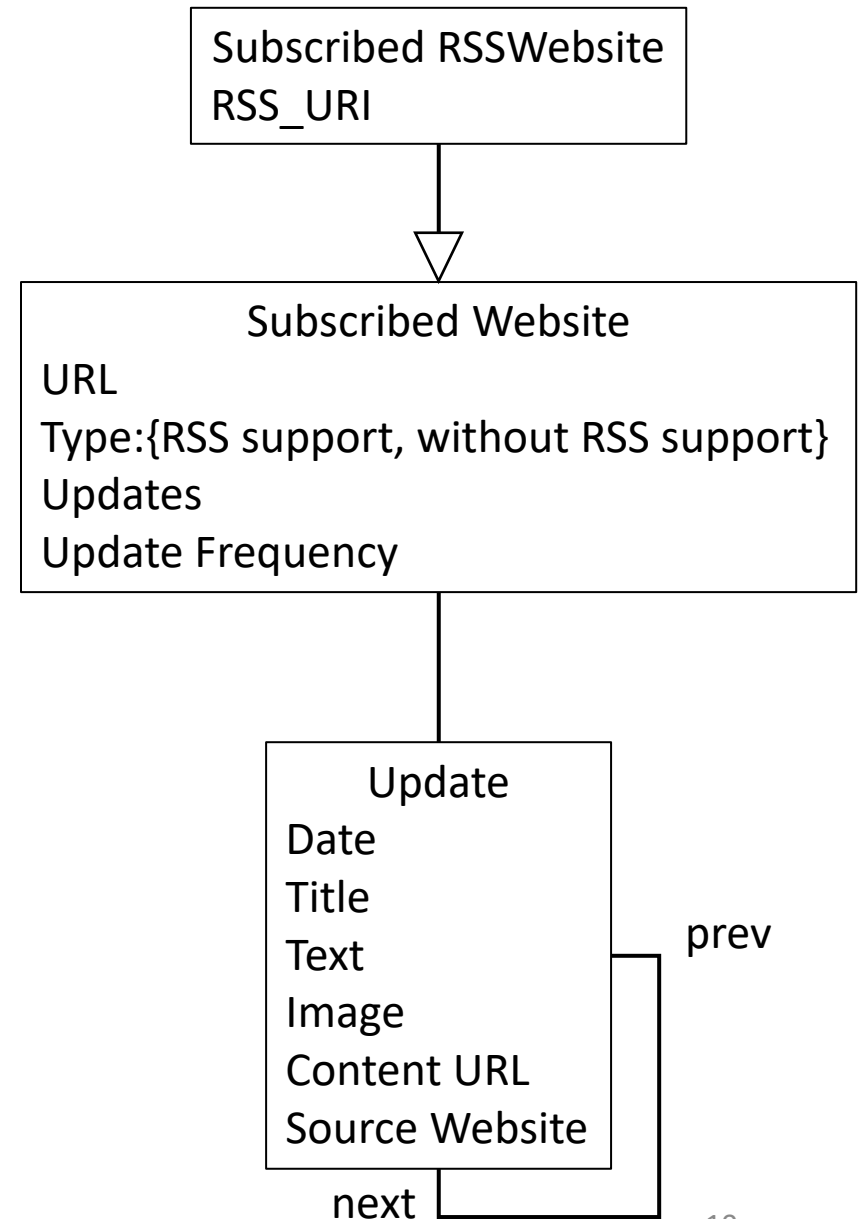 Subscribed RSSWebsite
RSS_URI
Subscribed Website
URL
Type:{RSS support, without RSS support}
Updates
Update Frequency
Update
Date
Title
Text
prev
Image
Content URL
Source Website
next